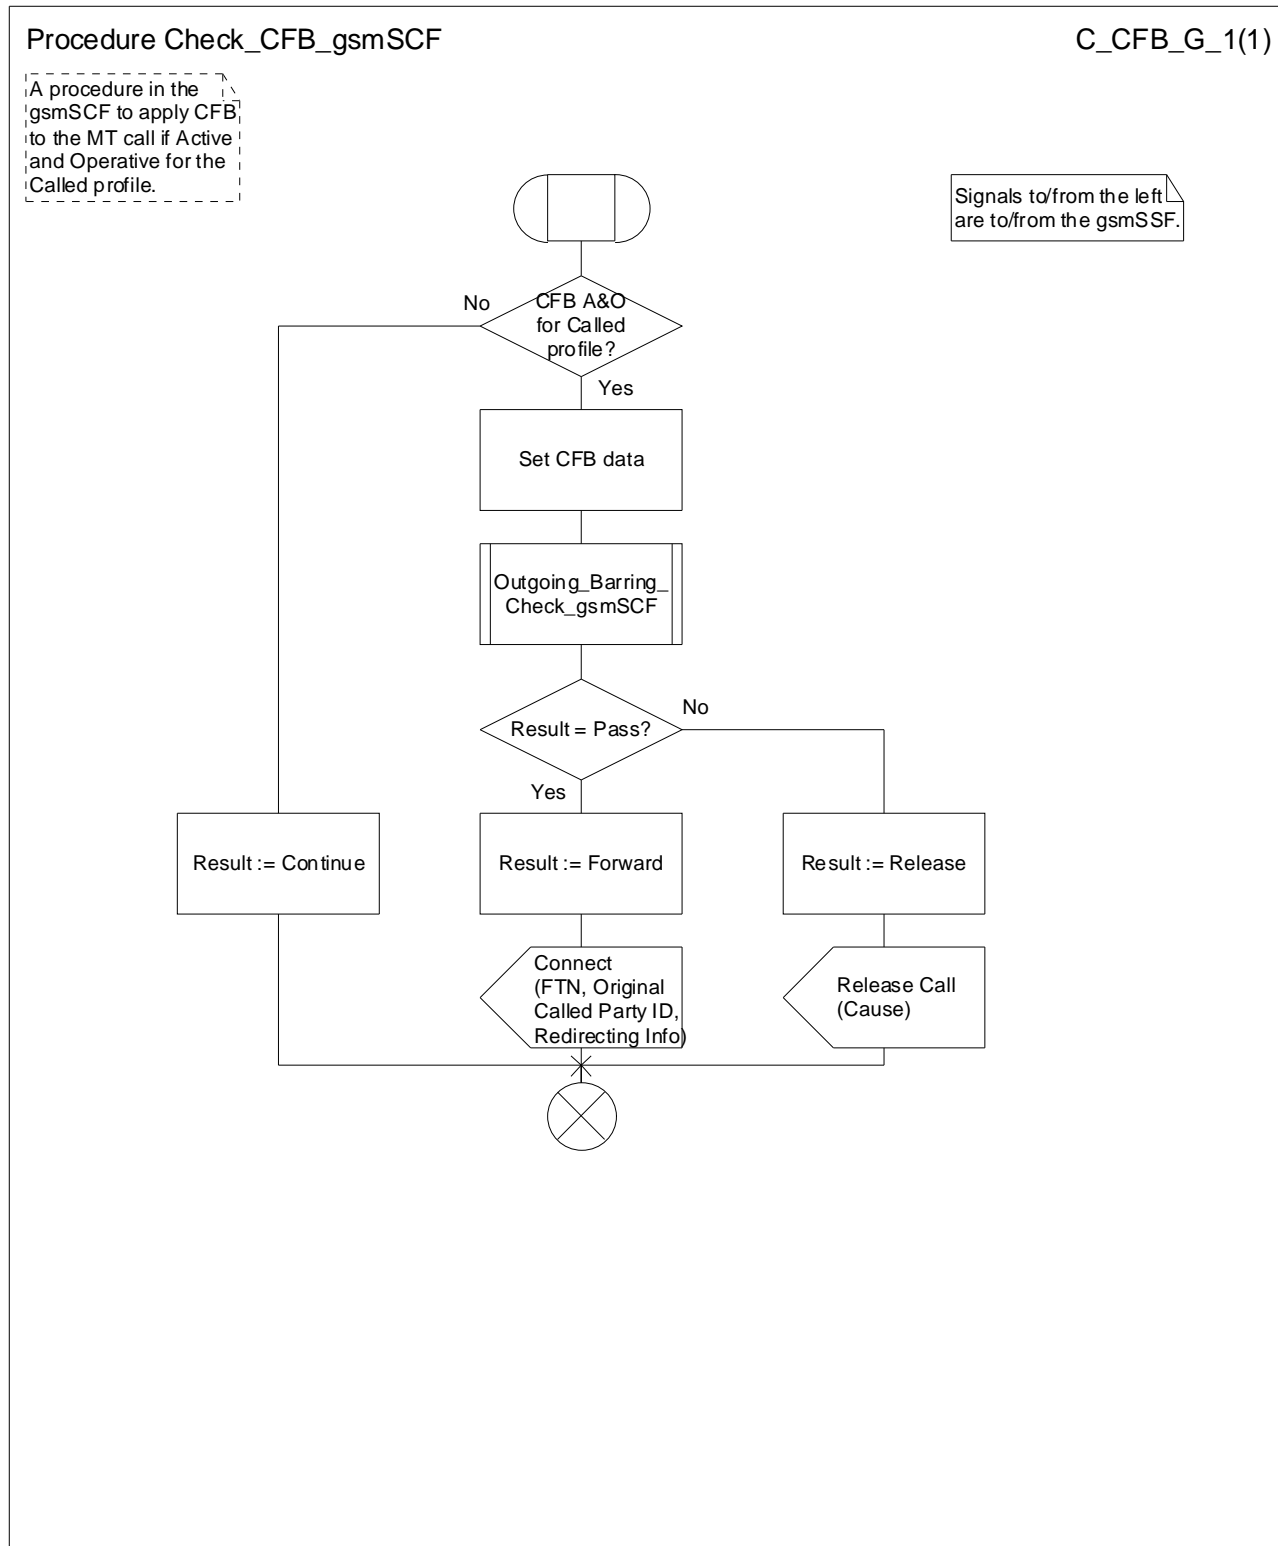 Procedure Check_CFB_gsmSCF
C_CFB_G_1(1)
A procedure in the
gsmSCF to apply CFB
to the MT call if Active
and Operative for the
Called profile.
Signals to/from the left
are to/from the gsmSSF.
No
CFB A&O
for Called
profile?
Yes
Set CFB data
Outgoing_Barring_
Check_gsmSCF
Result = Pass?
No
Yes
Result := Continue
Result := Forward
Result := Release
Connect
(FTN, Original
Called Party ID,
Redirecting Info)
Release Call
(Cause)